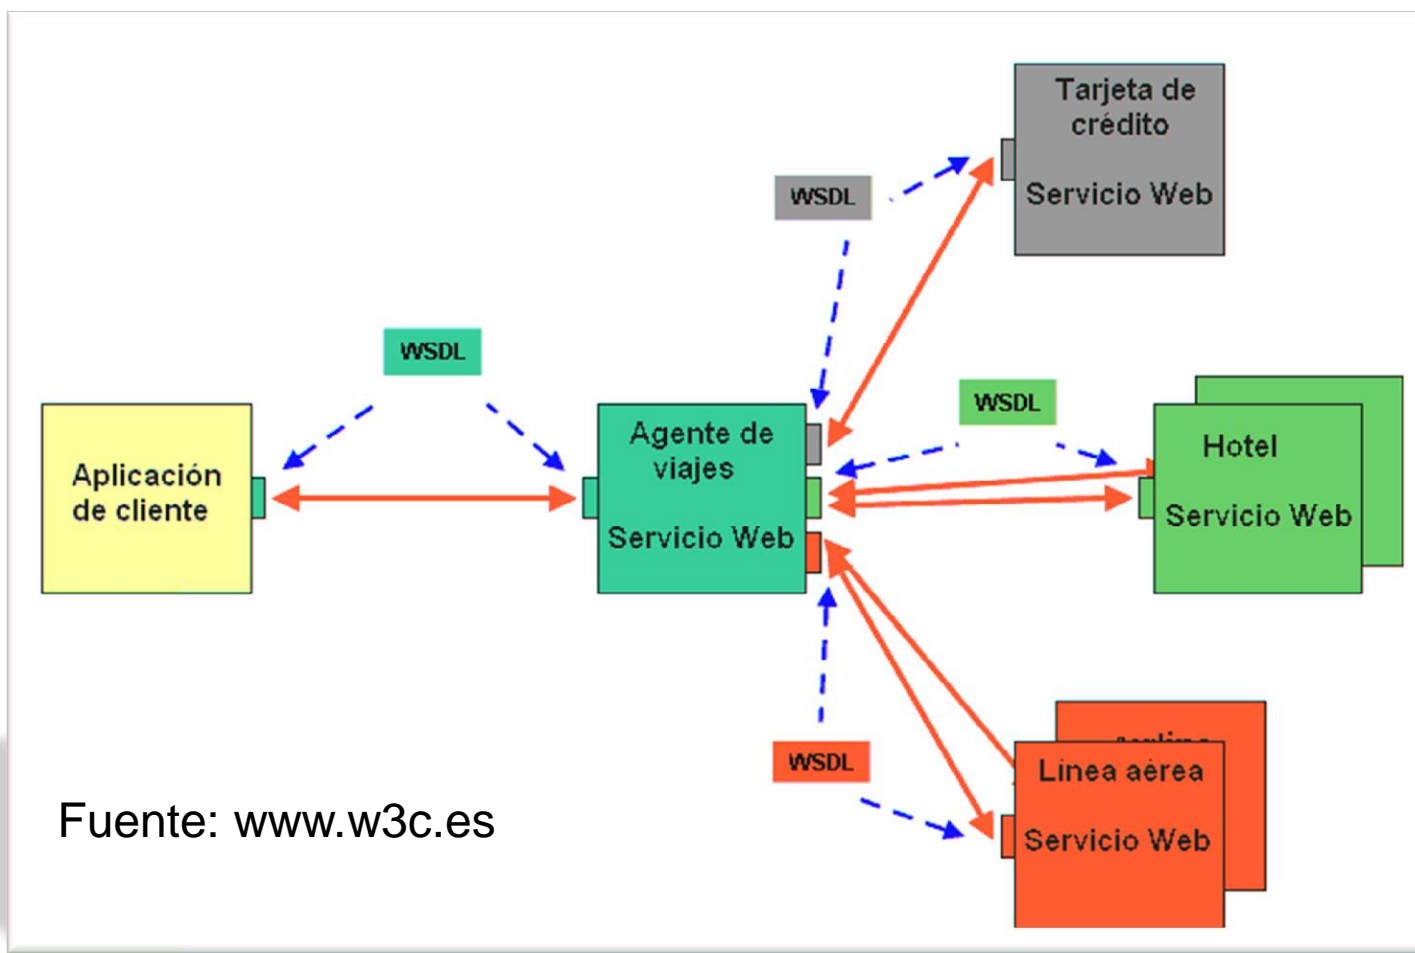 Tarjeta de
crédito
Servicio Web
WSDL
WSDL
WSDL
Aplicación
de cliente
Agente de
viajes
Servicio Web
Hotel
Servicio Web
WSDL
Línea aérea
Servicio Web
Fuente: www.w3c.es